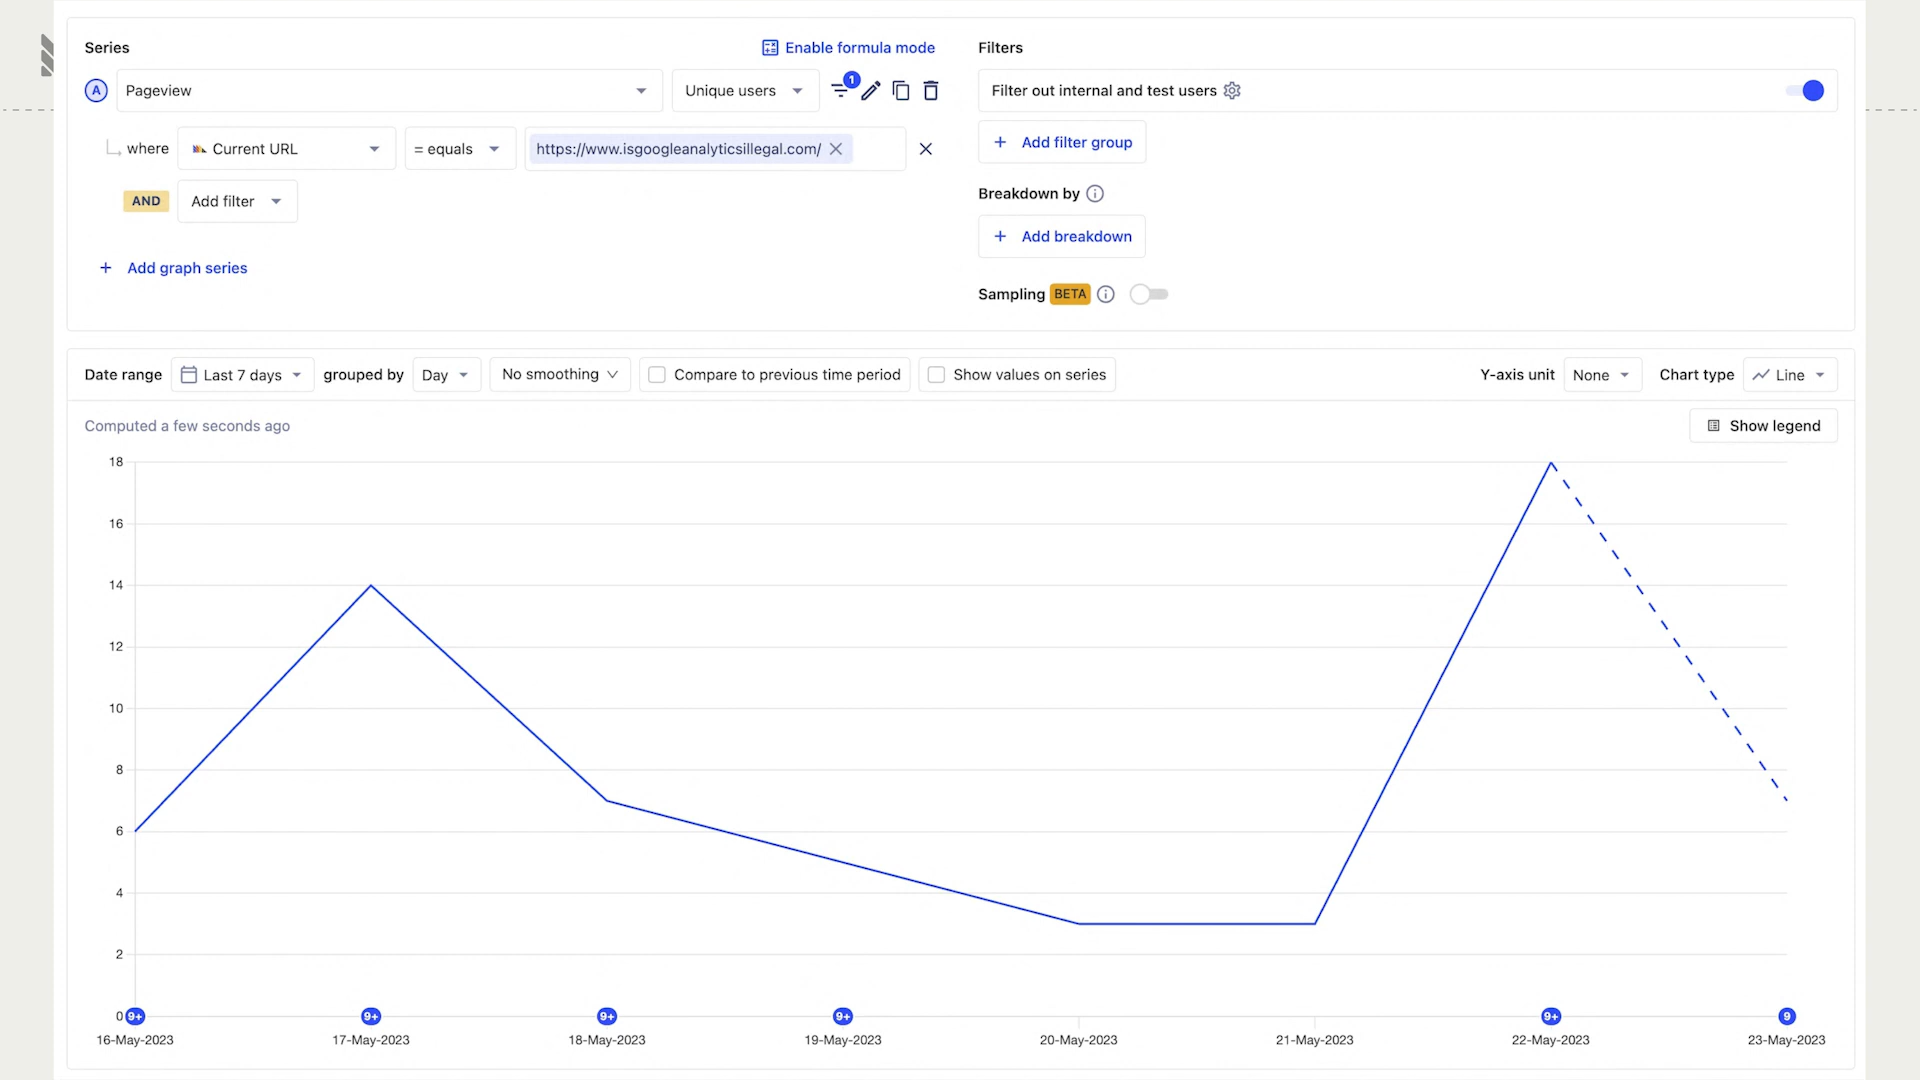 Series
Enable formula mode
Filters
A
Pageview
Unique users
1
Filter out internal and test users
where
Current URL
= equals
https://www.isgoogleanalyticsillegal.com/
+ Add filter group
AND
Add filter
Breakdown by
+ Add breakdown
+ Add graph series
Sampling BETA
Date range
Last 7 days
grouped by
Day
No smoothing
Compare to previous time period
Show values on series
Y-axis unit
None
Chart type
Line
Computed a few seconds ago
Show legend
18
16
14
12
10
8
6
4
2
0
9+
9+
9+
9+
9+
9
16-May-2023
17-May-2023
18-May-2023
19-May-2023
20-May-2023
21-May-2023
22-May-2023
23-May-2023